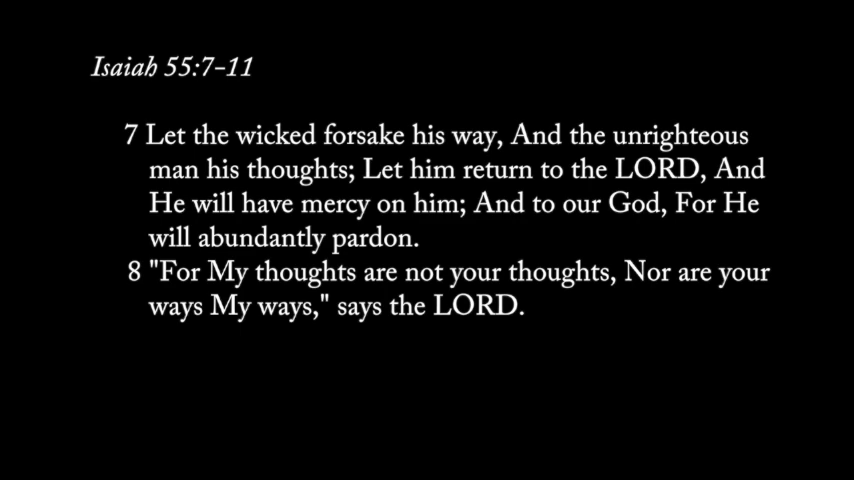 Isaiah 55:7-11
7 Let the wicked forsake his way, And the unrighteous
man his thoughts; Let him return to the LORD, And
He will have mercy on him; And to our God, For He
will abundantly pardon.
8 "For My thoughts are not your thoughts, Nor are your
ways My ways," says the LORD.